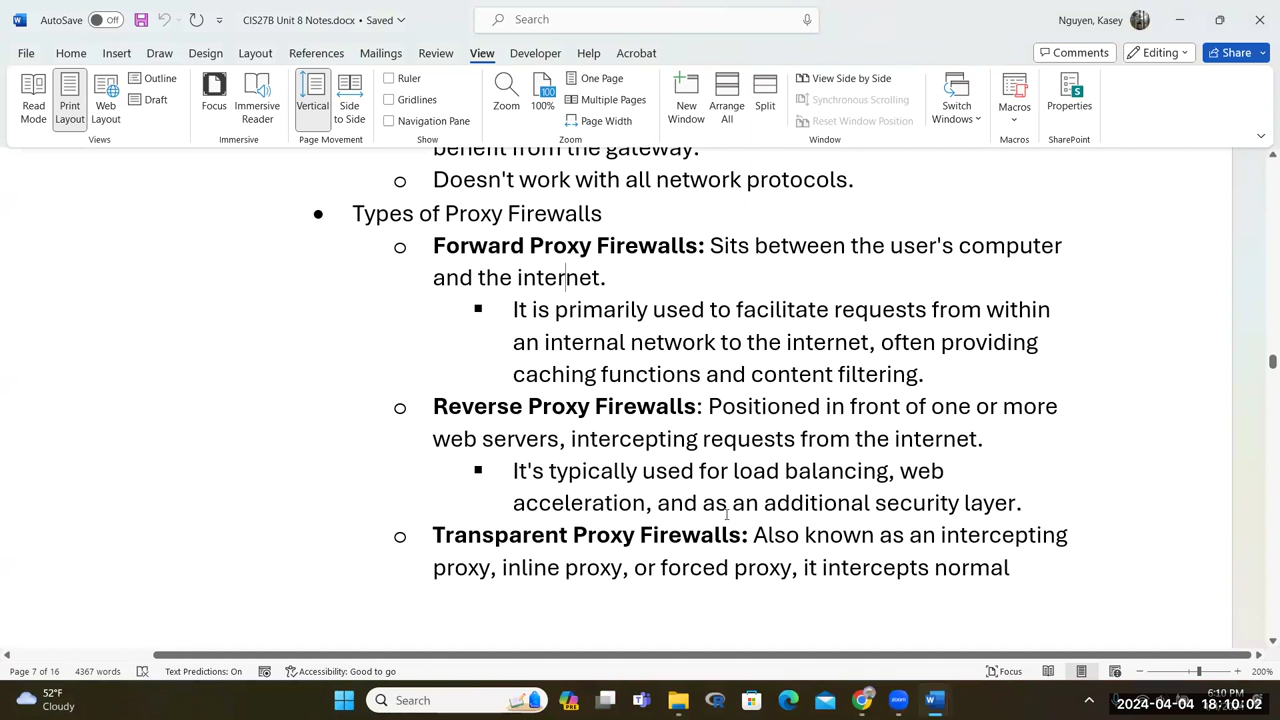 AutoSave Off CIS27B Unit 8 Notes.docx • Saved Search Nguyen, Kasey
File Home Insert Draw Design Layout References Mailings Review View Developer Help Acrobat Comments Editing Share
Read Mode Print Layout Web Layout Outline Draft Focus Immersive Reader Vertical Side to Side Ruler Gridlines Navigation Pane Zoom 100% One Page Multiple Pages Page Width New Window Arrange All Split View Side by Side Synchronous Scrolling Reset Window Position Switch Windows Macros Properties
Views Immersive Page Movement Show Zoom Window Macros SharePoint
benefit from the gateway.
o Doesn't work with all network protocols.
• Types of Proxy Firewalls
o Forward Proxy Firewalls: Sits between the user's computer
and the internet.
▪ It is primarily used to facilitate requests from within
an internal network to the internet, often providing
caching functions and content filtering.
o Reverse Proxy Firewalls: Positioned in front of one or more
web servers, intercepting requests from the internet.
▪ It's typically used for load balancing, web
acceleration, and as an additional security layer.
o Transparent Proxy Firewalls: Also known as an intercepting
proxy, inline proxy, or forced proxy, it intercepts normal
Page 7 of 16 4367 words Text Predictions: On Accessibility: Good to go Focus 200%
52°F
Cloudy
Search
6:10 PM
2024-04-04 18:10:02